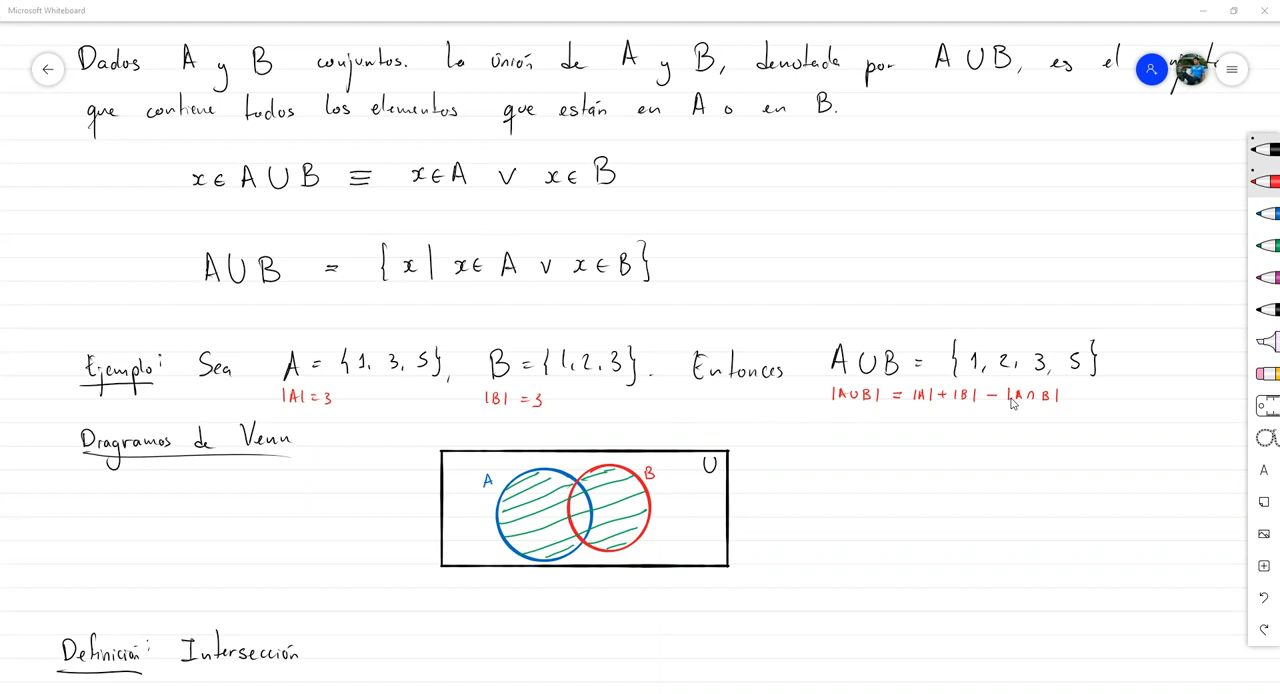 Microsoft Whiteboard
Dados A y B conjuntos. La únión de A y B, denotada por A ∪ B, es el
que contiene todos los elementos que están en A o en B.
x ∈ A ∪ B ≡ x ∈ A ∨ x ∈ B
A ∪ B = { x | x ∈ A ∨ x ∈ B }
Ejemplo: Sea A = {1, 3, 5}, B = {1, 2, 3}. Entonces A ∪ B = {1, 2, 3, 5}
|A| = 3 |B| = 3 |A ∪ B| = |A| + |B| − |A ∩ B|
Diagramas de Venn
A B U
Definición: Intersección
A